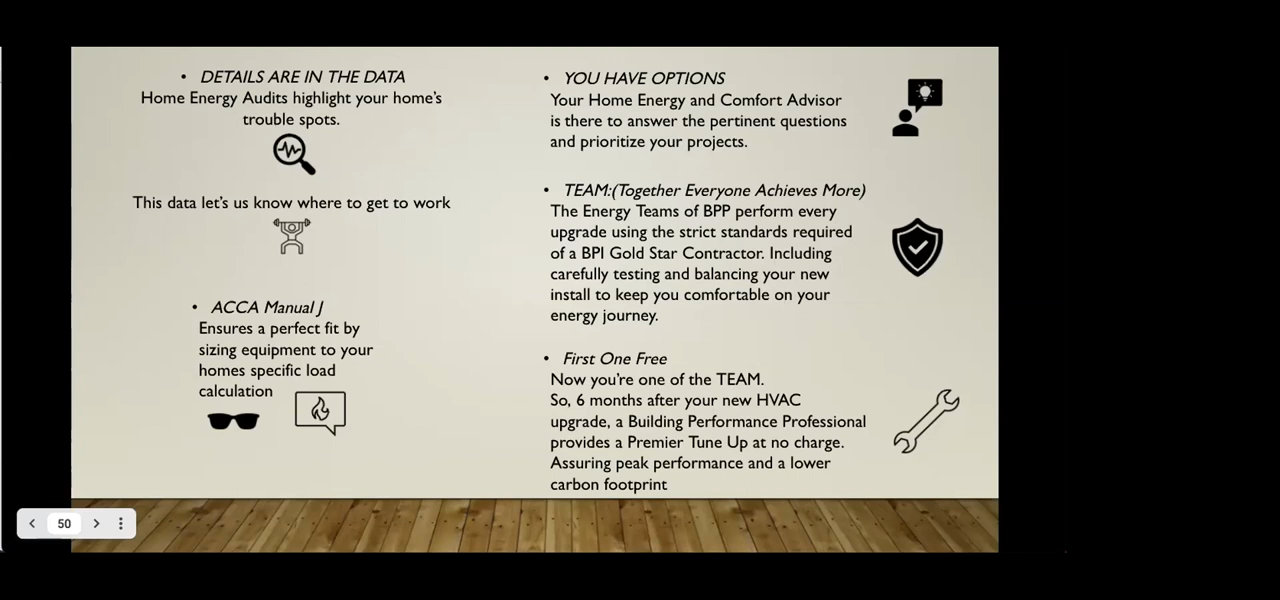 • DETAILS ARE IN THE DATA
Home Energy Audits highlight your home's
trouble spots.
This data let's us know where to get to work
• ACCA Manual J
Ensures a perfect fit by
sizing equipment to your
homes specific load
calculation
• YOU HAVE OPTIONS
Your Home Energy and Comfort Advisor
is there to answer the pertinent questions
and prioritize your projects.
• TEAM:(Together Everyone Achieves More)
The Energy Teams of BPP perform every
upgrade using the strict standards required
of a BPI Gold Star Contractor. Including
carefully testing and balancing your new
install to keep you comfortable on your
energy journey.
• First One Free
Now you're one of the TEAM.
So, 6 months after your new HVAC
upgrade, a Building Performance Professional
provides a Premier Tune Up at no charge.
Assuring peak performance and a lower
carbon footprint
50